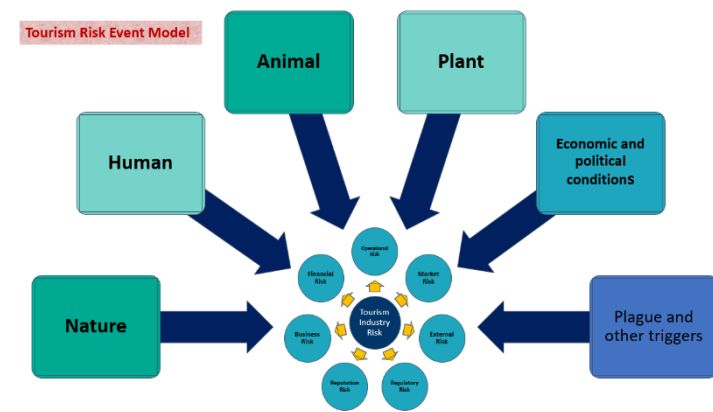 Tourism Risk Event Model
Animal
Plant
Human
Economic and
political
conditions
Nature
Plague and
other triggers
Operational
Risk
Financial
Risk
Market
Risk
Tourism
Industry
Risk
Business
Risk
External
Risk
Reputation
Risk
Regulatory
Risk